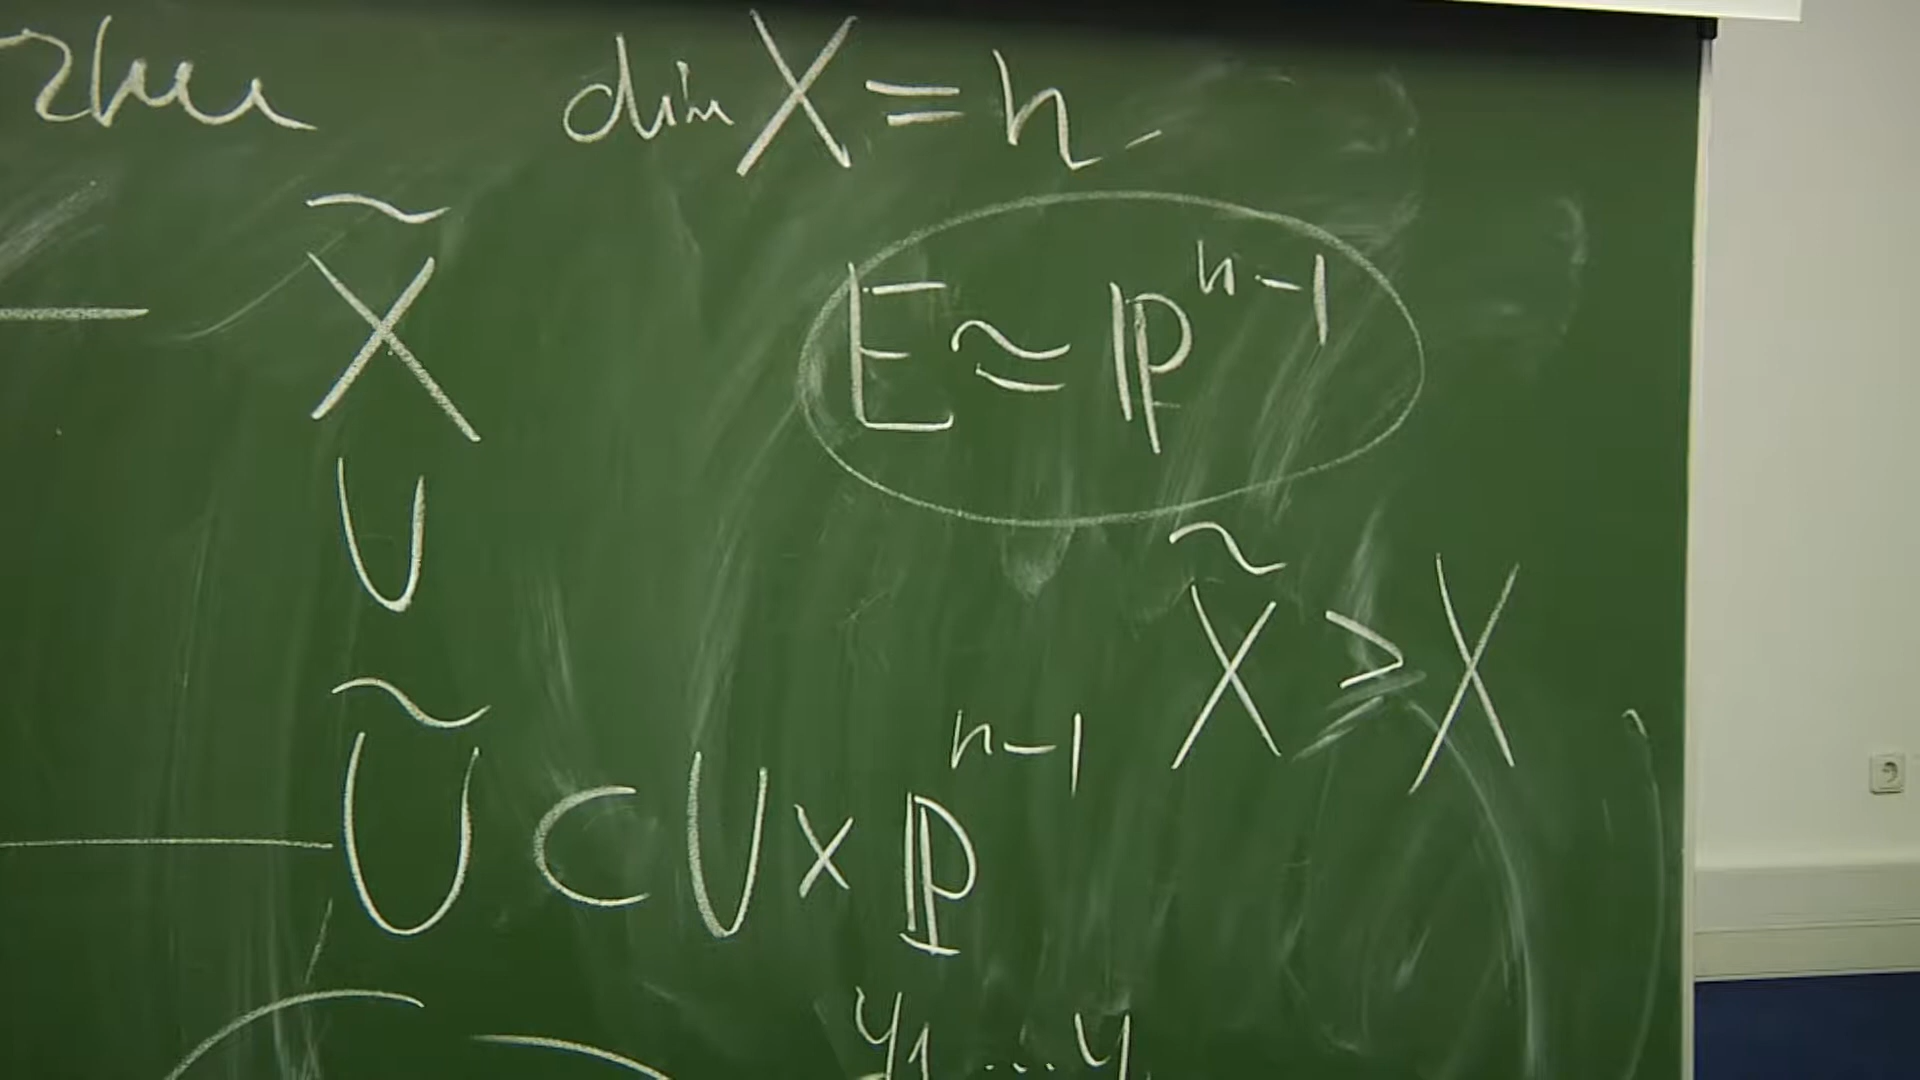 dim X = n
X̃
E ≅ ℙⁿ⁻¹
∪
X̃ ≥ X
Ũ ⊂ U × ℙⁿ⁻¹
y₁ ... y